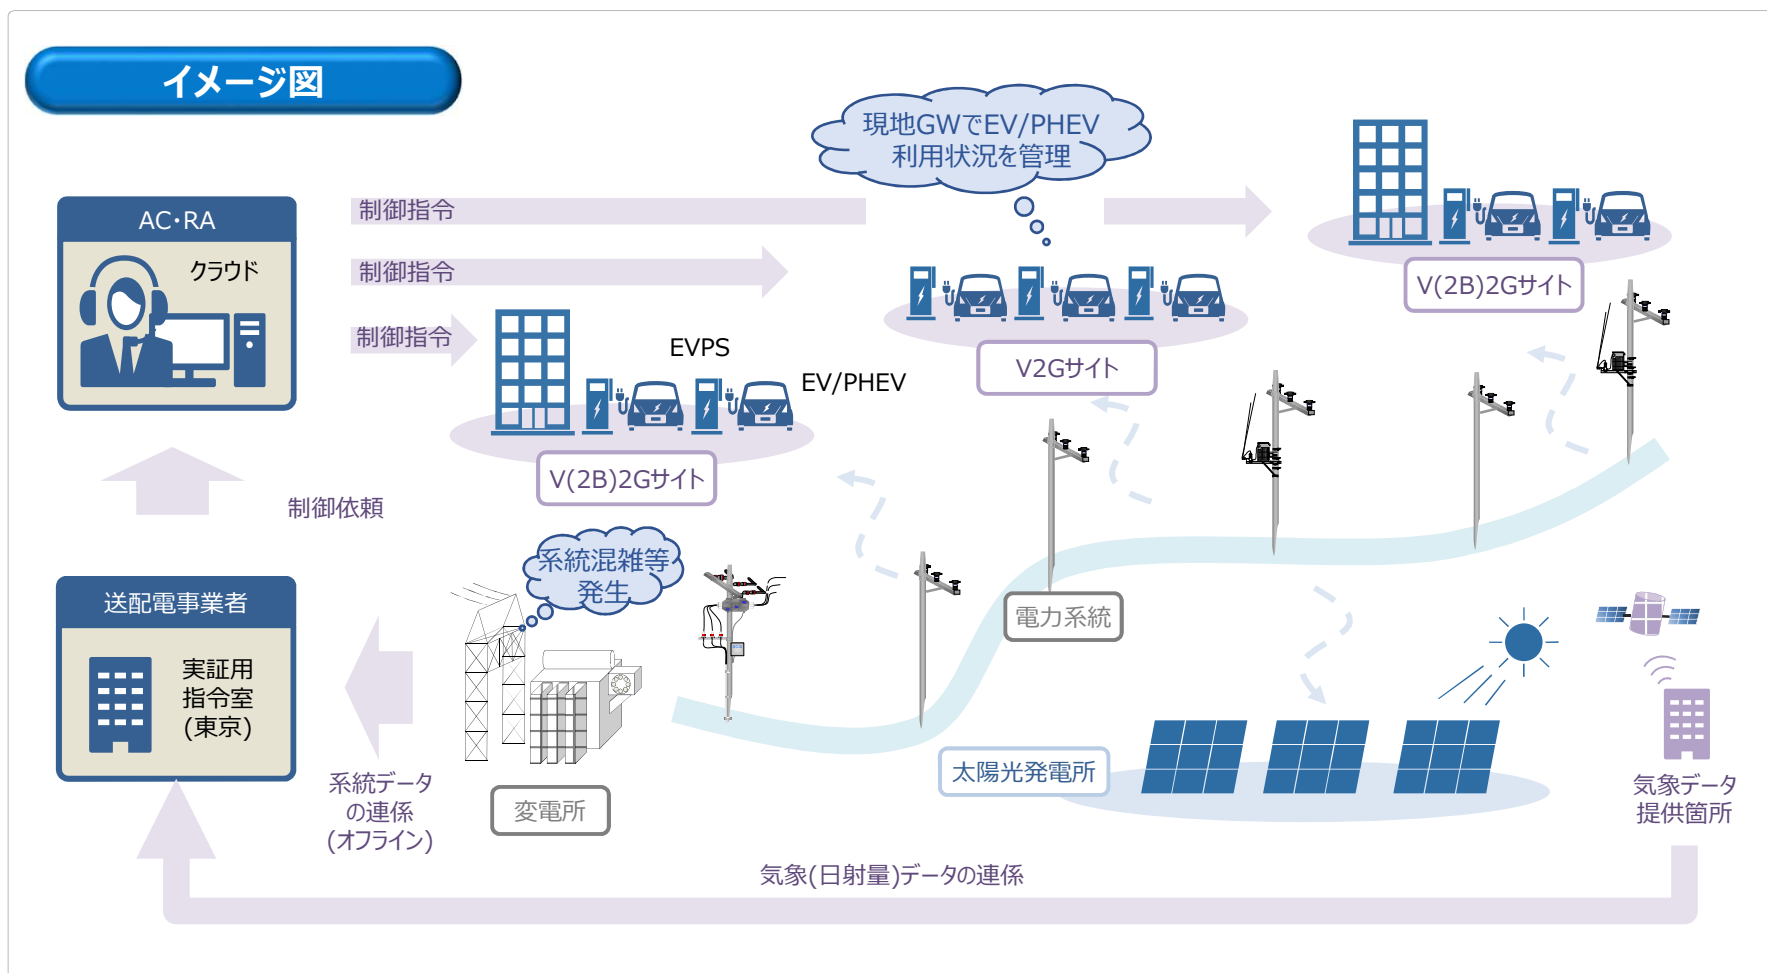 イメージ図
現地GWでEV/PHEV
利用状況を管理
AC・RA
クラウド
制御指令
制御指令
制御指令
EVPS
EV/PHEV
V(2B)2Gサイト
V2Gサイト
V(2B)2Gサイト
制御依頼
系統混雑等
発生
送配電事業者
実証用
指令室
(東京)
電力系統
系統データ
の連係
(オフライン)
変電所
太陽光発電所
気象データ
提供箇所
気象(日射量)データの連係